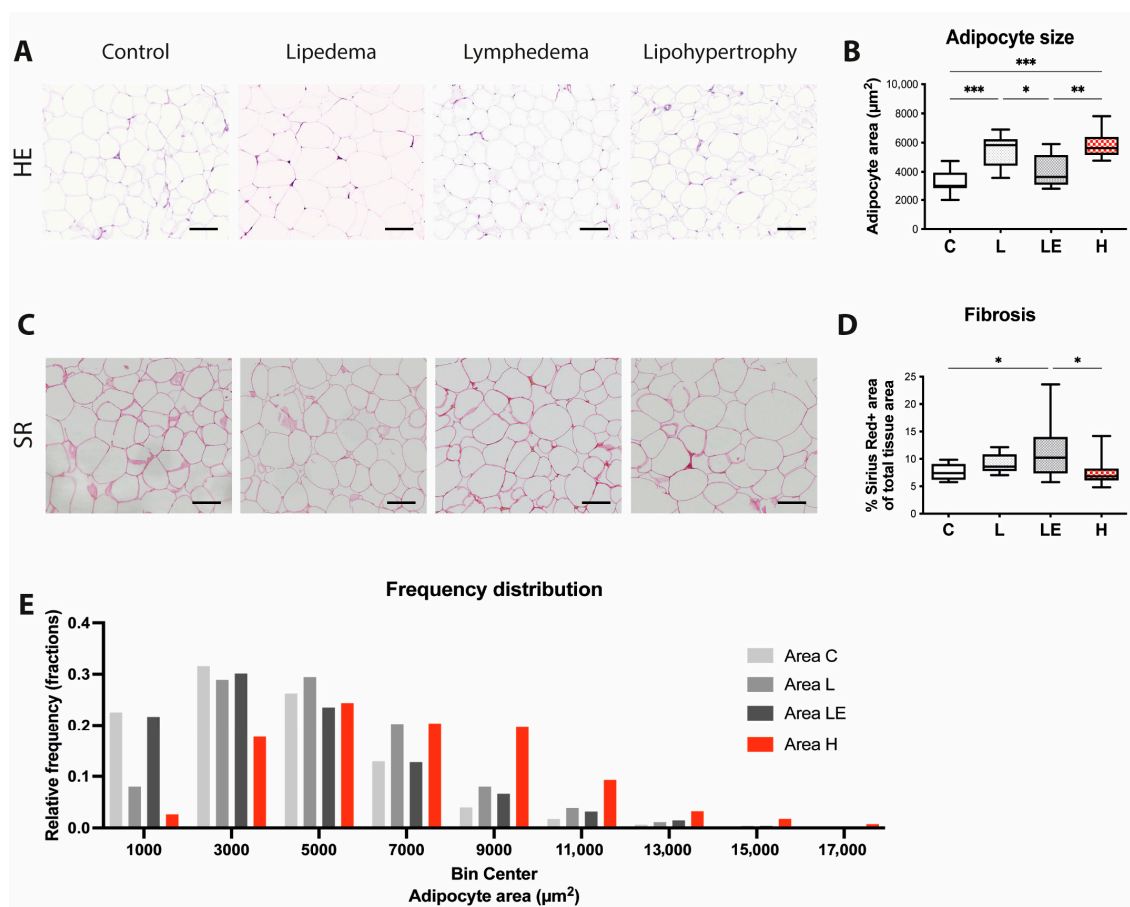 A
Control
Lipedema
Lymphedema
Lipohypertrophy
HE
B
Adipocyte size
***
*** * **
Adipocyte area (µm²)
10,000
8000
6000
4000
2000
0
C L LE H
C
SR
D
Fibrosis
* *
% Sirius Red+ area
of total tissue area
25
20
15
10
5
0
C L LE H
E
Frequency distribution
Relative frequency (fractions)
0.4
0.3
0.2
0.1
0.0
Area C
Area L
Area LE
Area H
1000 3000 5000 7000 9000 11,000 13,000 15,000 17,000
Bin Center
Adipocyte area (µm²)